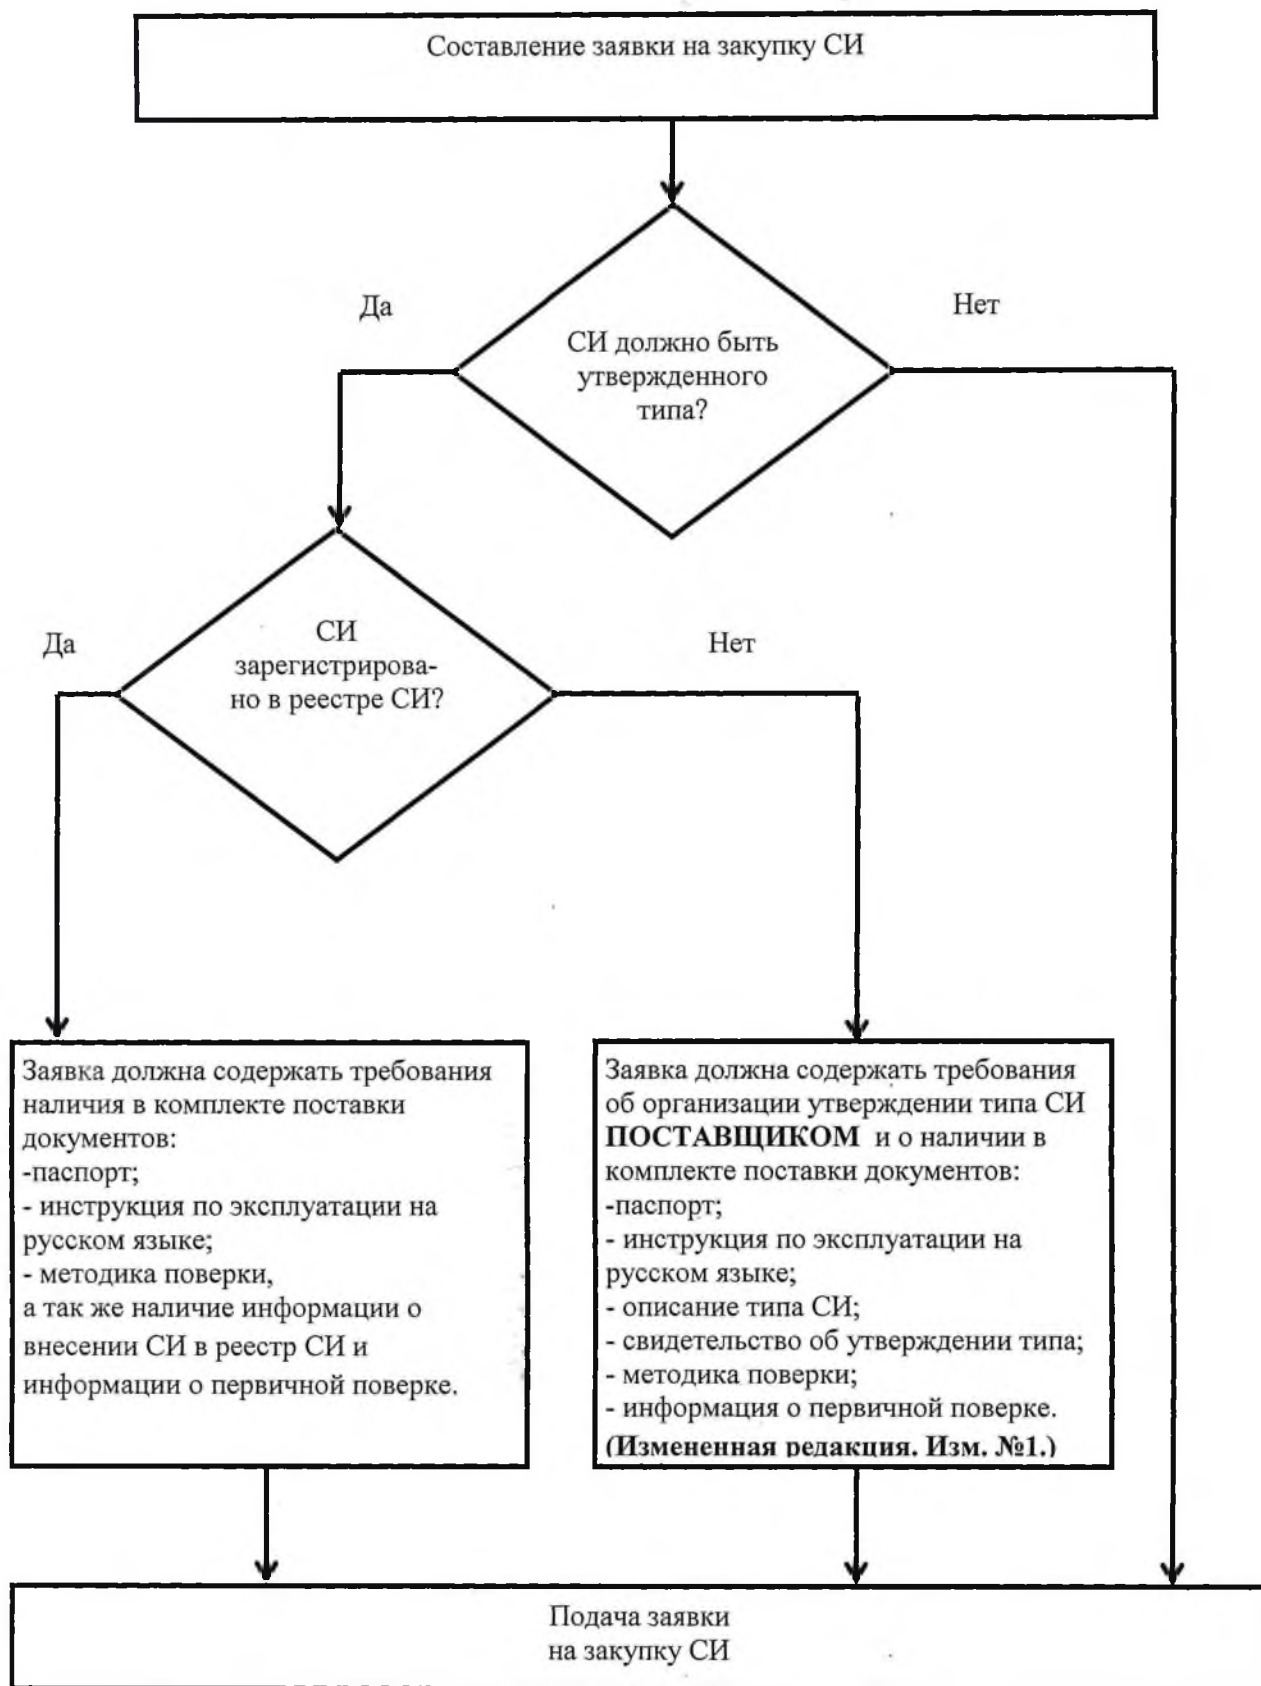 Составление заявки на закупку СИ
Да
Нет
СИ должно быть
утвержденного
типа?
Да
Нет
СИ
зарегистрирова-
но в реестре СИ?
Заявка должна содержать требования
наличия в комплекте поставки
документов:
-паспорт;
- инструкция по эксплуатации на
русском языке;
- методика поверки,
а так же наличие информации о
внесении СИ в реестр СИ и
информации о первичной поверке.
Заявка должна содержать требования
об организации утверждении типа СИ
ПОСТАВЩИКОМ и о наличии в
комплекте поставки документов:
-паспорт;
- инструкция по эксплуатации на
русском языке;
- описание типа СИ;
- свидетельство об утверждении типа;
- методика поверки;
- информация о первичной поверке.
(Измененная редакция. Изм. №1.)
Подача заявки
на закупку СИ